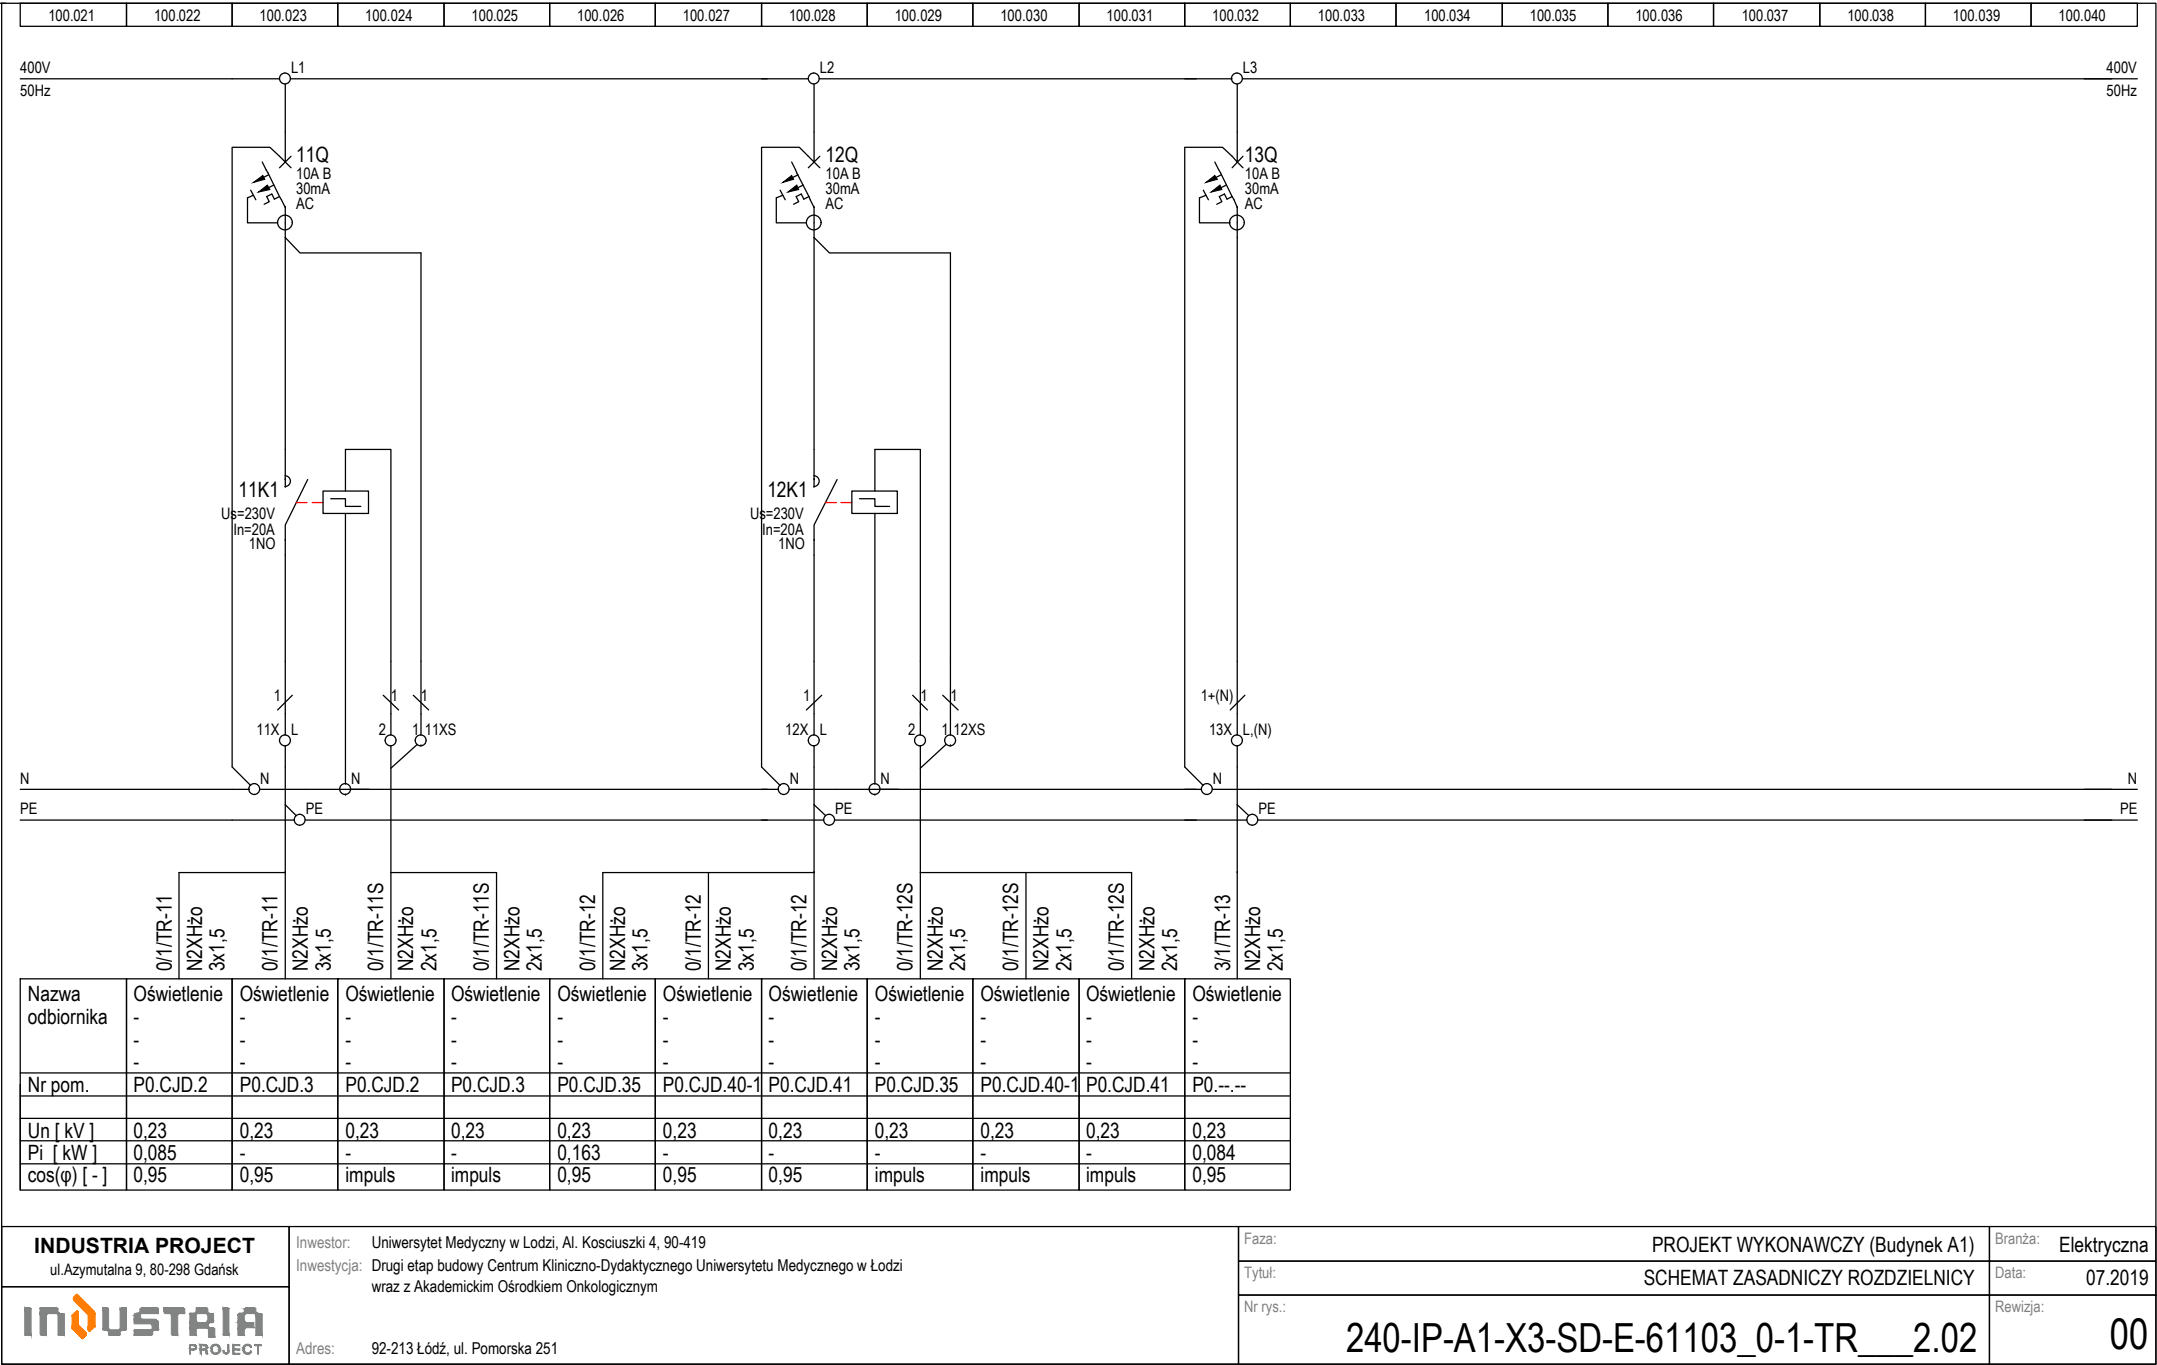 100.021 100.022 100.023 100.024 100.025 100.026 100.027 100.028 100.029 100.030 100.031 100.032 100.033 100.034 100.035 100.036 100.037 100.038 100.039 100.040
400V L1 L2 L3 400V
50Hz 50Hz
11Q 12Q 13Q
10A B 10A B 10A B
30mA 30mA 30mA
AC AC AC
11K1 12K1
Us=230V Us=230V
In=20A In=20A
1NO 1NO
1 1 1 1 1 1 1+(N)
11X L 2 1 11XS 12X L 2 1 12XS 13X L,(N)
N N N N N N N
PE PE PE PE PE
0/1/TR-11 N2XHżo 3x1,5
0/1/TR-11 N2XHżo 3x1,5
0/1/TR-11S N2XHżo 2x1,5
0/1/TR-11S N2XHżo 2x1,5
0/1/TR-12 N2XHżo 3x1,5
0/1/TR-12 N2XHżo 3x1,5
0/1/TR-12 N2XHżo 3x1,5
0/1/TR-12S N2XHżo 2x1,5
0/1/TR-12S N2XHżo 2x1,5
0/1/TR-12S N2XHżo 2x1,5
3/1/TR-13 N2XHżo 2x1,5
Nazwa Oświetlenie Oświetlenie Oświetlenie Oświetlenie Oświetlenie Oświetlenie Oświetlenie Oświetlenie Oświetlenie Oświetlenie Oświetlenie
odbiornika - - - - - - - - - - -
- - - - - - - - - - -
- - - - - - - - - - -
Nr pom. P0.CJD.2 P0.CJD.3 P0.CJD.2 P0.CJD.3 P0.CJD.35 P0.CJD.40-1 P0.CJD.41 P0.CJD.35 P0.CJD.40-1 P0.CJD.41 P0.--.--
Un [ kV ] 0,23 0,23 0,23 0,23 0,23 0,23 0,23 0,23 0,23 0,23 0,23
Pi [ kW ] 0,085 - - - 0,163 - - - - - 0,084
cos(φ) [ - ] 0,95 0,95 impuls impuls 0,95 0,95 0,95 impuls impuls impuls 0,95
INDUSTRIA PROJECT
ul.Azymutalna 9, 80-298 Gdańsk
INDUSTRIA
PROJECT
Inwestor: Uniwersytet Medyczny w Lodzi, Al. Kosciuszki 4, 90-419
Inwestycja: Drugi etap budowy Centrum Kliniczno-Dydaktycznego Uniwersytetu Medycznego w Łodzi
wraz z Akademickim Ośrodkiem Onkologicznym
Adres: 92-213 Łódź, ul. Pomorska 251
Faza: PROJEKT WYKONAWCZY (Budynek A1)
Branża: Elektryczna
Tytuł: SCHEMAT ZASADNICZY ROZDZIELNICY
Data: 07.2019
Nr rys.: 240-IP-A1-X3-SD-E-61103_0-1-TR___2.02
Rewizja: 00